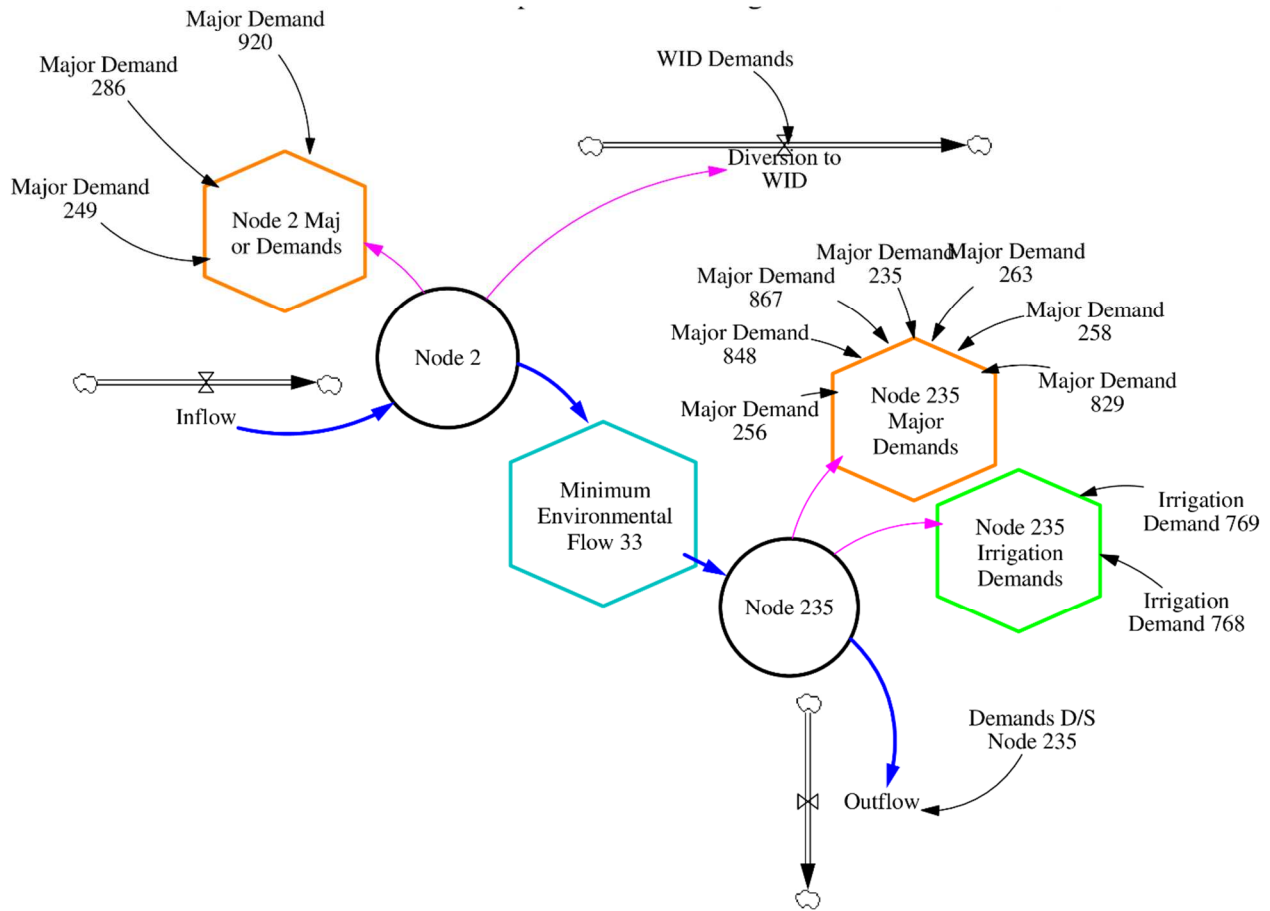 Major Demand
920
Major Demand
286
Major Demand
249
Node 2 Maj
or Demands
WID Demands
Diversion to
WID
Node 2
Inflow
Minimum
Environmental
Flow 33
Major Demand
235
Major Demand
263
Major Demand
867
Major Demand
258
Major Demand
848
Major Demand
829
Major Demand
256
Node 235
Major
Demands
Node 235
Irrigation
Demands
Irrigation
Demand 769
Irrigation
Demand 768
Node 235
Demands D/S
Node 235
Outflow